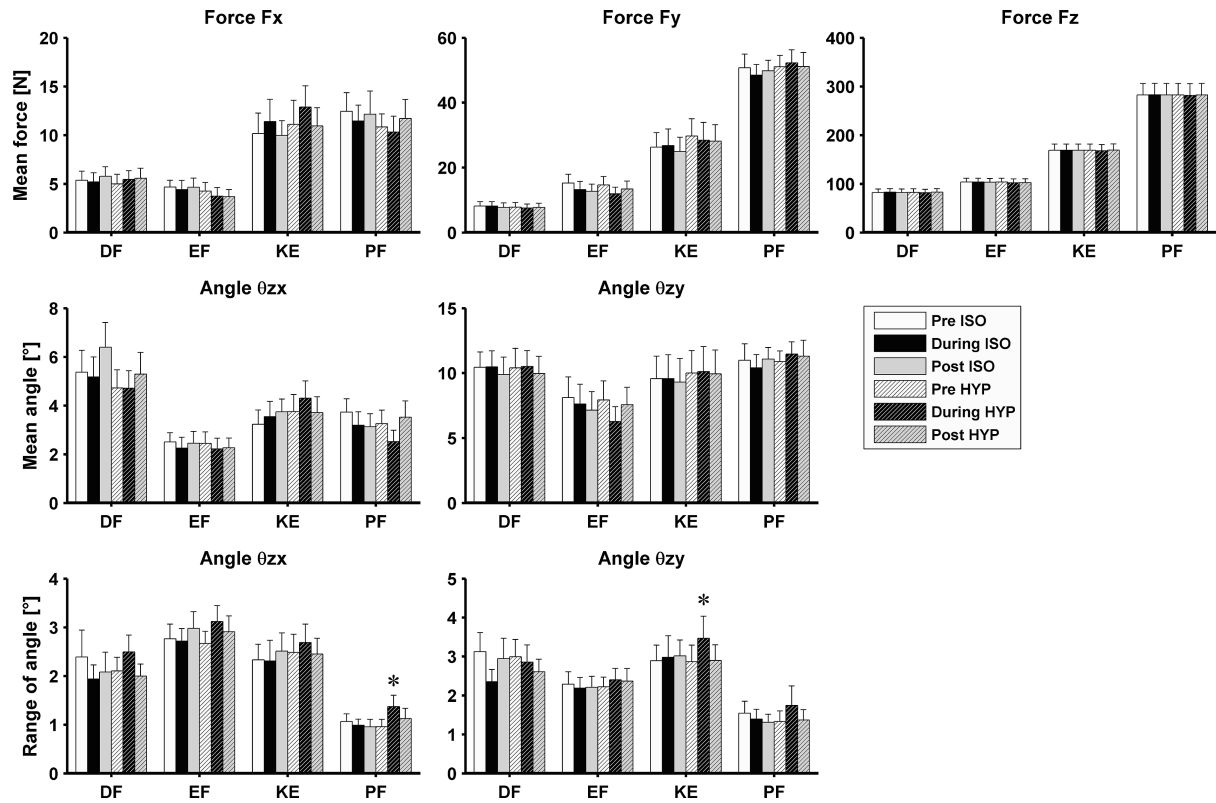 Force Fx
Force Fy
Force Fz
Mean force [N]
20
15
10
5
0
DF EF KE PF
60
40
20
0
DF EF KE PF
400
300
200
100
0
DF EF KE PF
Angle θzx
Angle θzy
Mean angle [°]
8
6
4
2
0
DF EF KE PF
15
10
5
0
DF EF KE PF
Pre ISO
During ISO
Post ISO
Pre HYP
During HYP
Post HYP
Angle θzx
Angle θzy
Range of angle [°]
4
3
2
1
0
*
DF EF KE PF
5
4
3
2
1
0
*
DF EF KE PF